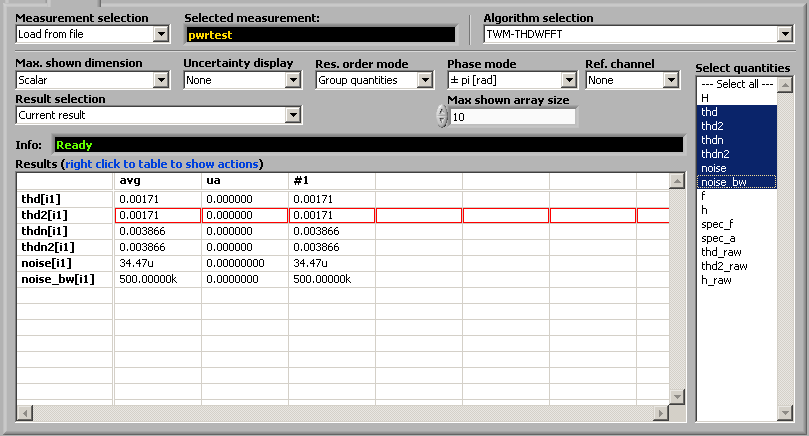 Measurement selection
Selected measurement:
Algorithm selection
Load from file
pwrtest
TWM-THDWFFT
Max. shown dimension
Uncertainty display
Res. order mode
Phase mode
Ref. channel
Select quantities
Scalar
None
Group quantities
± pi [rad]
None
--- Select all ---
H
thd
thd2
thdn
thdn2
noise
noise_bw
f
h
spec_f
spec_a
thd_raw
thd2_raw
h_raw
Result selection
Max shown array size
Current result
10
Info:
Ready
Results (right click to table to show actions)
avg ua #1
thd[i1] 0.00171 0.000000 0.00171
thd2[i1] 0.00171 0.000000 0.00171
thdn[i1] 0.003866 0.000000 0.003866
thdn2[i1] 0.003866 0.000000 0.003866
noise[i1] 34.47u 0.00000000 34.47u
noise_bw[i1] 500.00000k 0.0000000 500.00000k